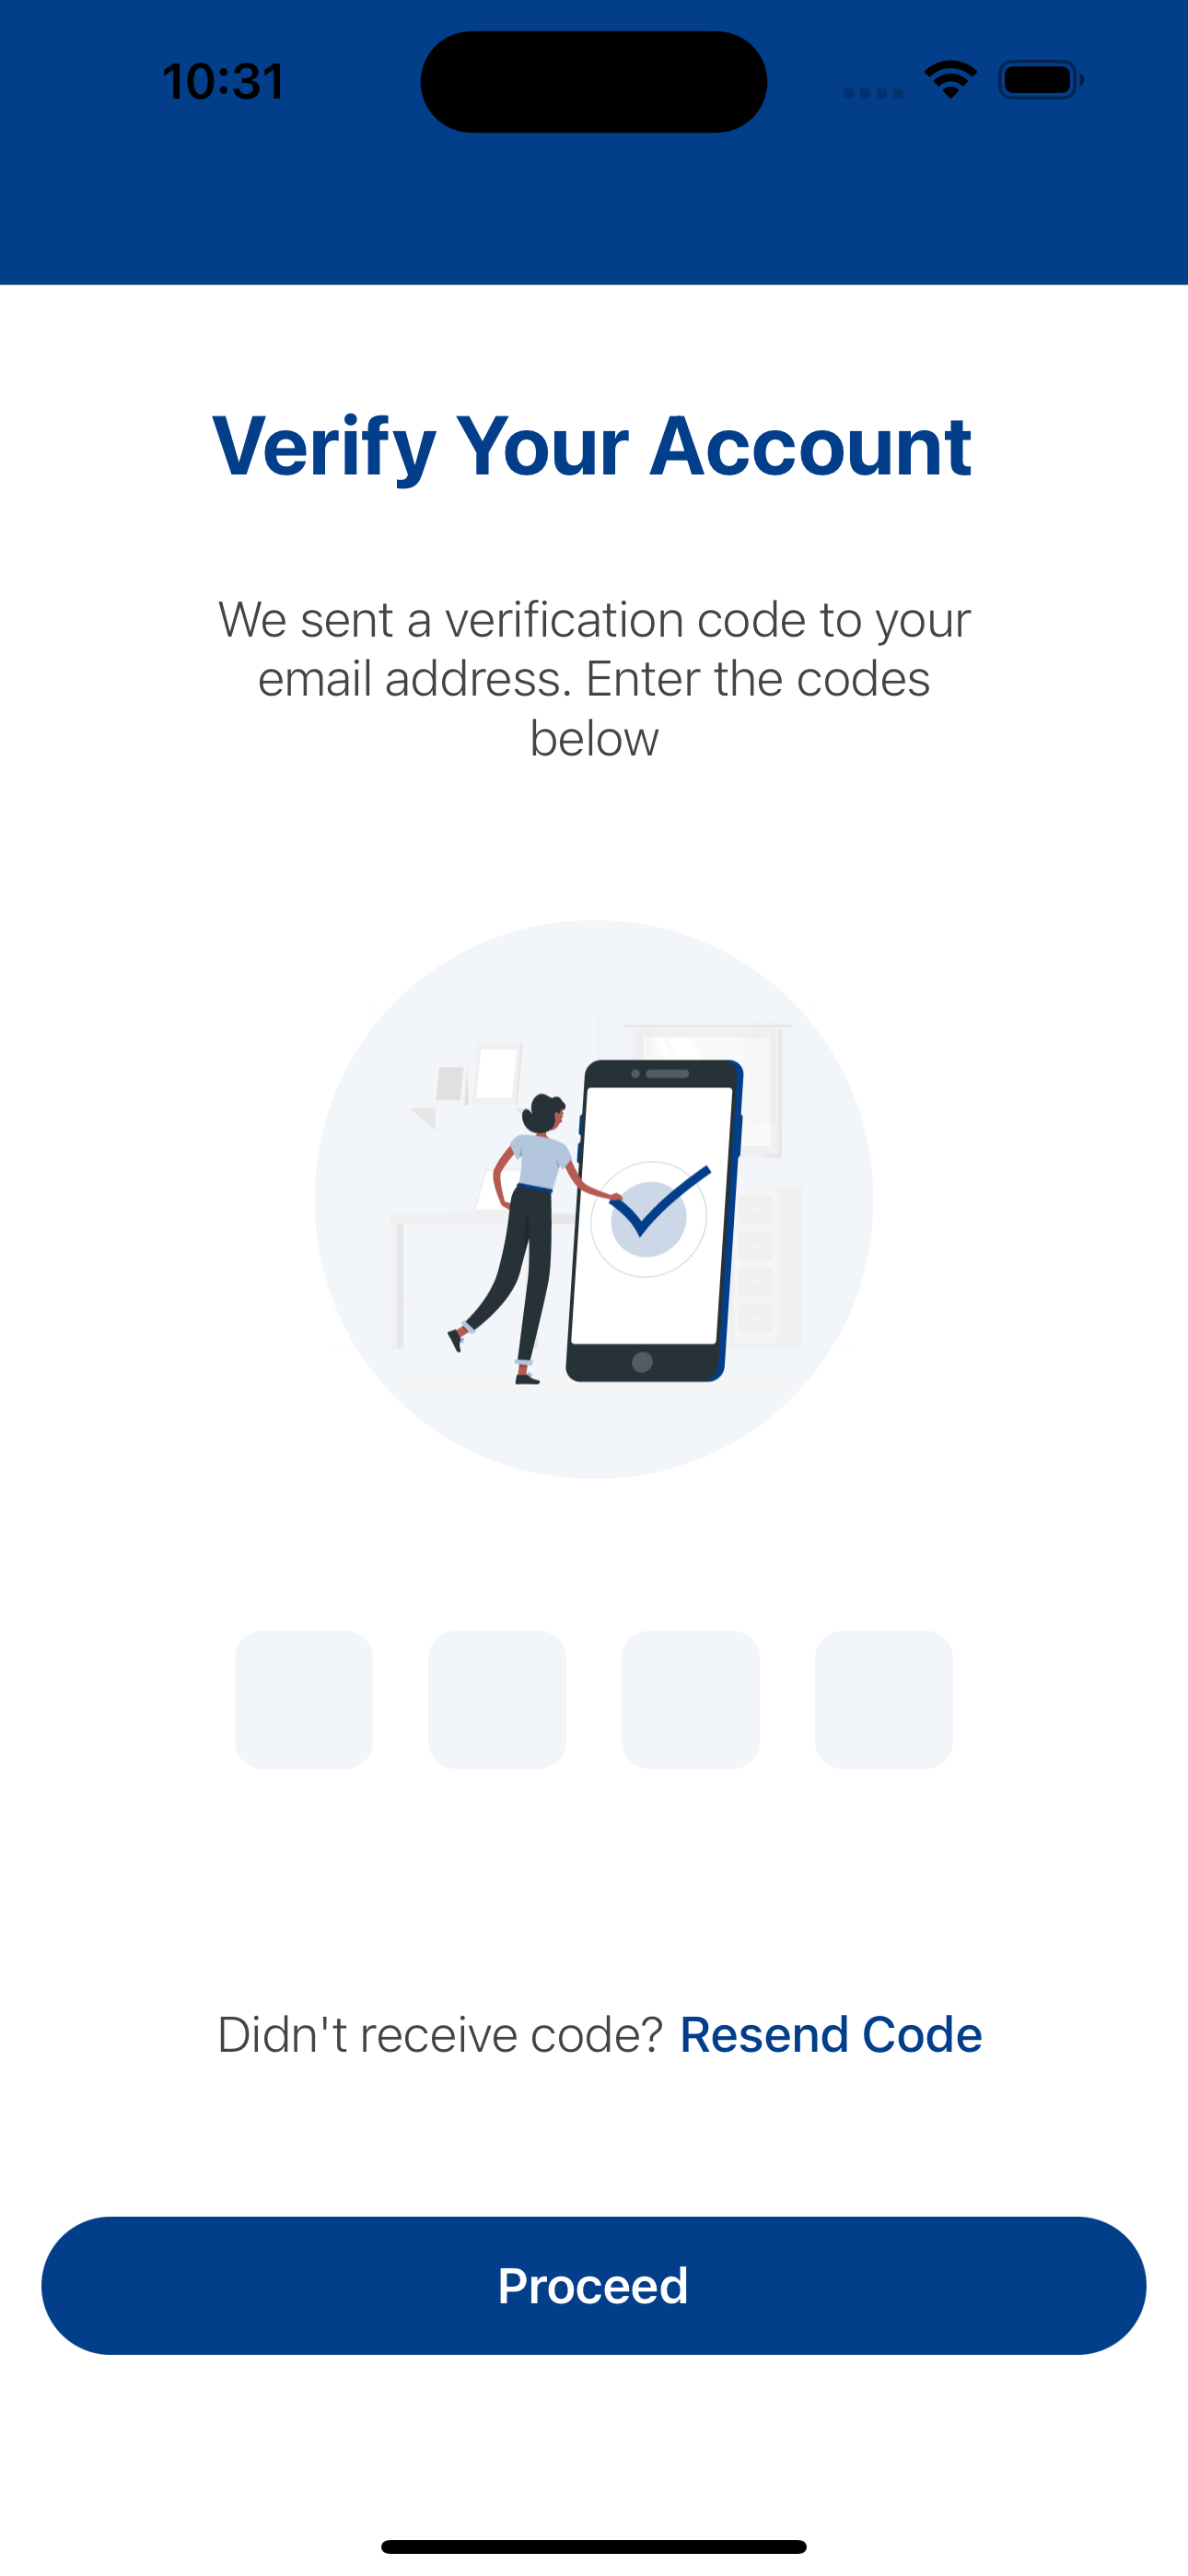 10:31
Verify Your Account
We sent a verification code to your
email address. Enter the codes
below
Didn't receive code? Resend Code
Proceed